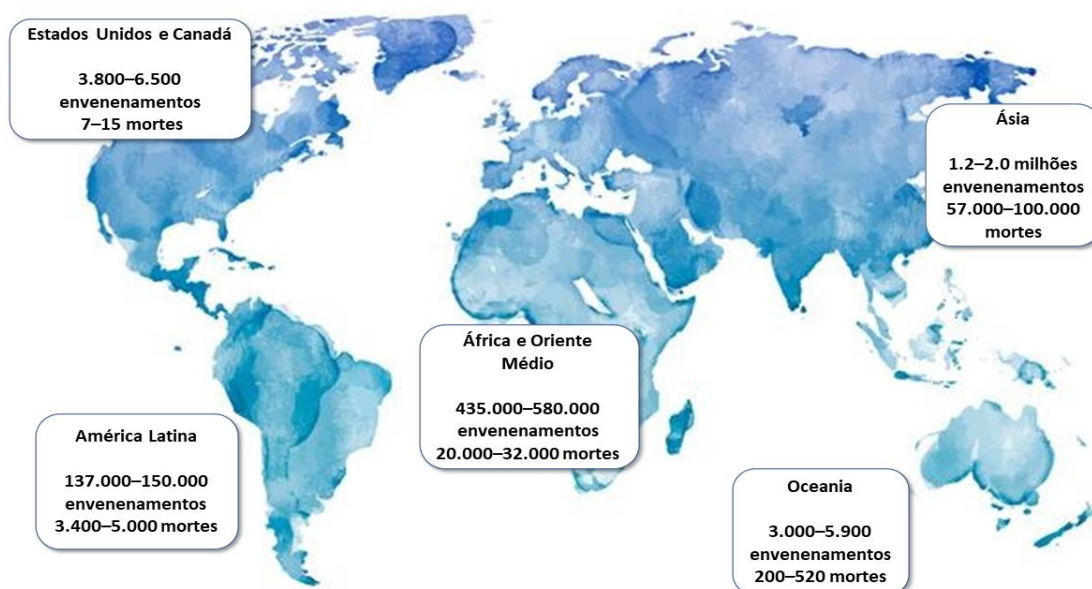 Estados Unidos e Canadá
3.800–6.500
envenenamentos
7–15 mortes
Ásia
1.2–2.0 milhões
envenenamentos
57.000–100.000
mortes
África e Oriente
Médio
435.000–580.000
envenenamentos
20.000–32.000 mortes
América Latina
137.000–150.000
envenenamentos
3.400–5.000 mortes
Oceania
3.000–5.900
envenenamentos
200–520 mortes